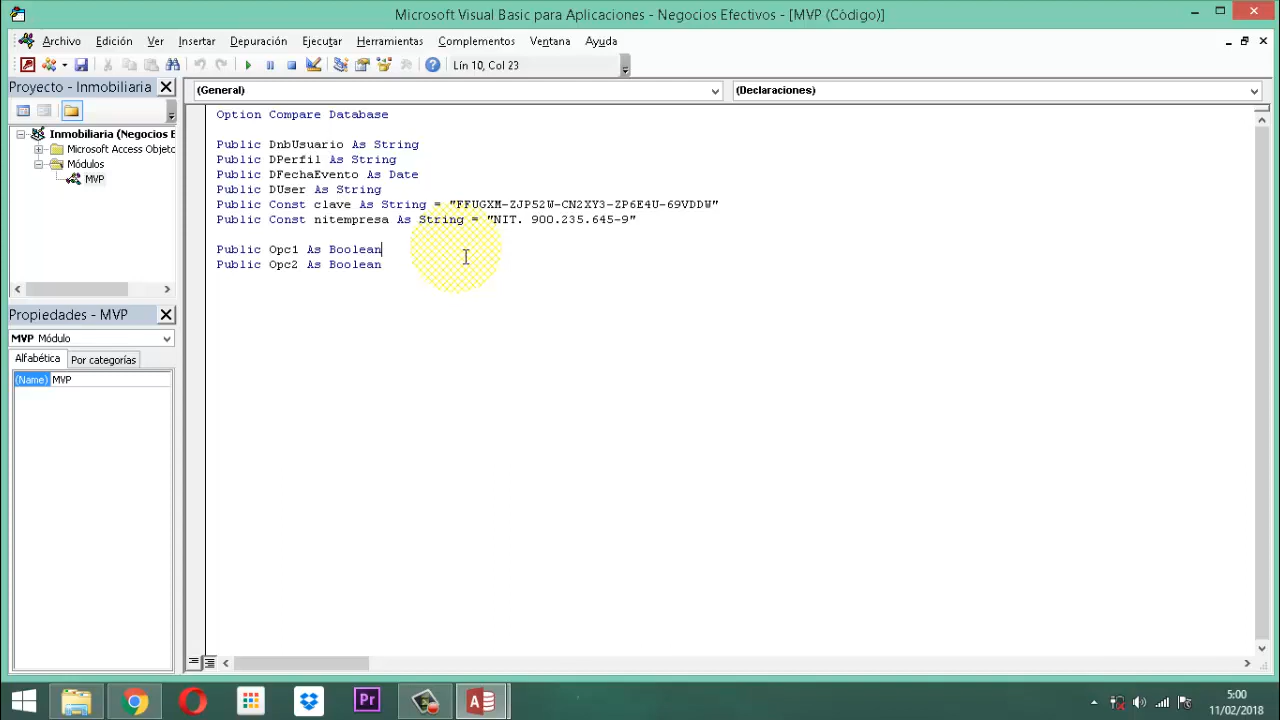 Microsoft Visual Basic para Aplicaciones - Negocios Efectivos - [MVP (Código)]
Archivo Edición Ver Insertar Depuración Ejecutar Herramientas Complementos Ventana Ayuda
Lín 10, Col 23
Proyecto - Inmobiliaria
(General)
(Declaraciones)
Inmobiliaria (Negocios E
Microsoft Access Objeto
Módulos
MVP
Option Compare Database
Public DnbUsuario As String
Public DPerfil As String
Public DFechaEvento As Date
Public DUser As String
Public Const clave As String = "FFUGXM-ZJP52W-CN2XY3-ZP6E4U-69VDDW"
Public Const nitempresa As String = "NIT. 900.235.645-9"
Public Opc1 As Boolean
Public Opc2 As Boolean
Propiedades - MVP
MVP Módulo
Alfabética Por categorías
(Name) MVP
Pr
5:00
11/02/2018